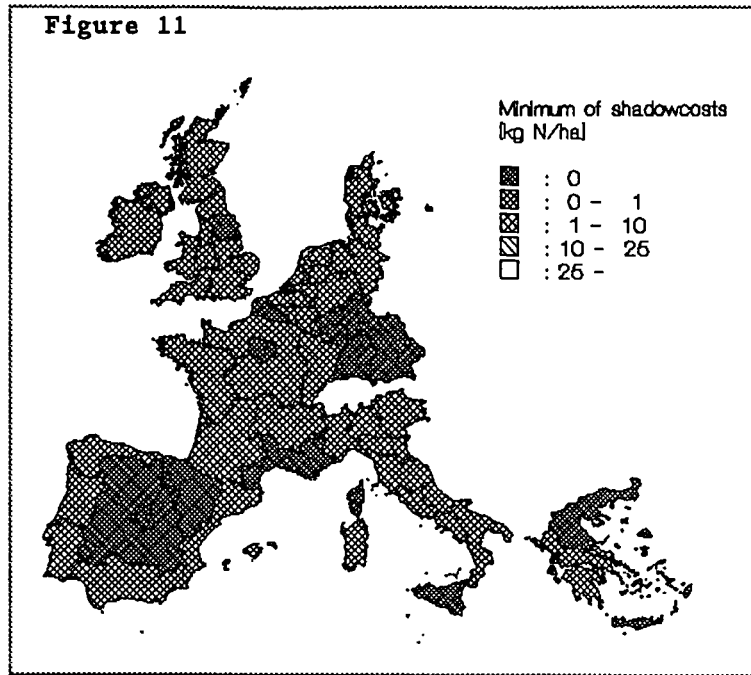 Figure 11
Minimum of shadowcosts
[kg N/ha]
: 0
: 0 - 1
: 1 - 10
: 10 - 25
: 25 -